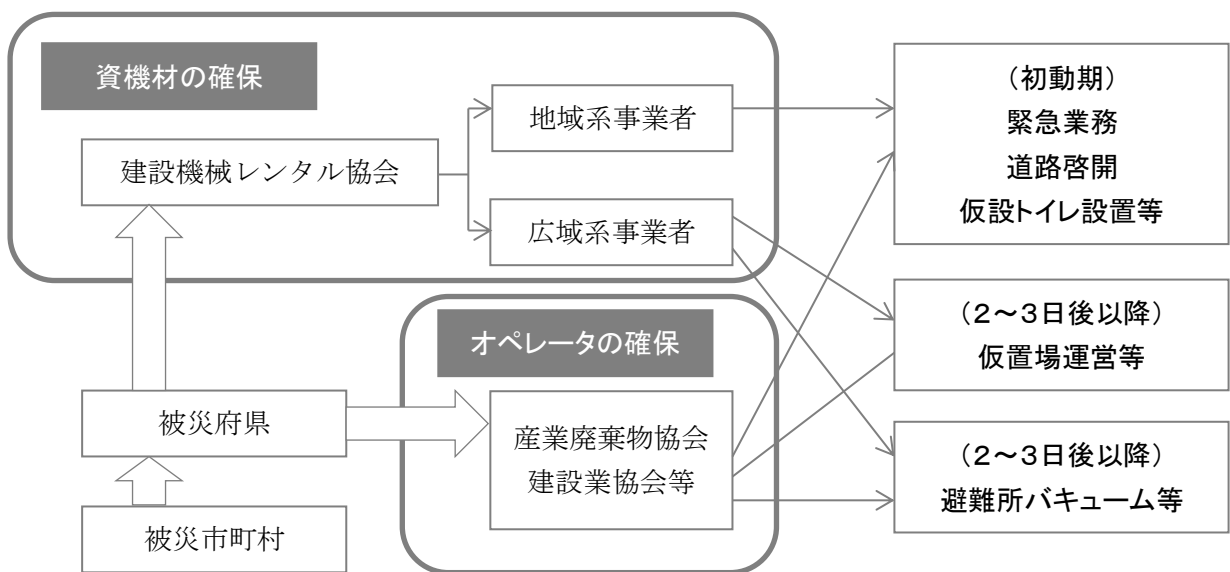 資機材の確保
建設機械レンタル協会
地域系事業者
広域系事業者
(初動期)
緊急業務
道路啓開
仮設トイレ設置等
(2~3日後以降)
仮置場運営等
オペレータの確保
被災府県
産業廃棄物協会
建設業協会等
(2~3日後以降)
避難所バキューム等
被災市町村